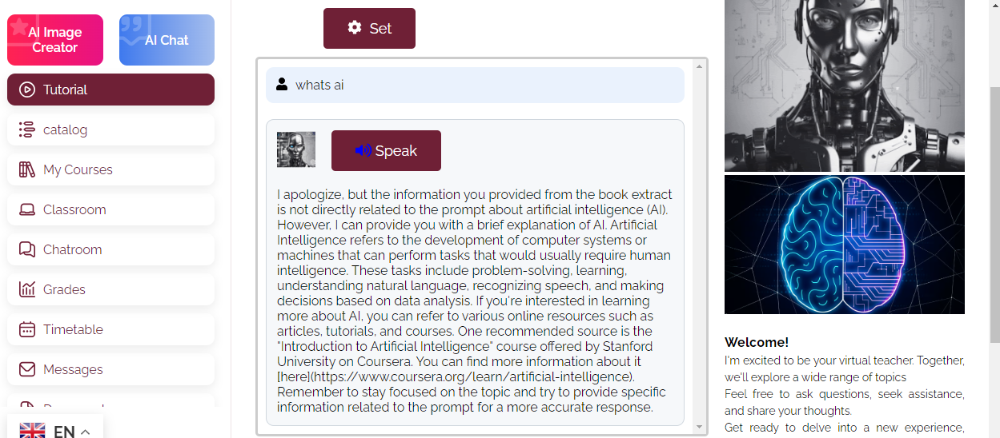 AI Image
Creator
AI Chat
Tutorial
catalog
My Courses
Classroom
Chatroom
Grades
Timetable
Messages
EN
Set
whats ai
Speak
I apologize, but the information you provided from the book extract
is not directly related to the prompt about artificial intelligence (AI).
However, I can provide you with a brief explanation of AI. Artificial
Intelligence refers to the development of computer systems or
machines that can perform tasks that would usually require human
intelligence. These tasks include problem-solving, learning,
understanding natural language, recognizing speech, and making
decisions based on data analysis. If you're interested in learning
more about AI, you can refer to various online resources such as
articles, tutorials, and courses. One recommended source is the
"Introduction to Artificial Intelligence" course offered by Stanford
University on Coursera. You can find more information about it
[here](https://www.coursera.org/learn/artificial-intelligence).
Remember to stay focused on the topic and try to provide specific
information related to the prompt for a more accurate response.
Welcome!
I'm excited to be your virtual teacher. Together,
we'll explore a wide range of topics
Feel free to ask questions, seek assistance,
and share your thoughts.
Get ready to delve into a new experience,